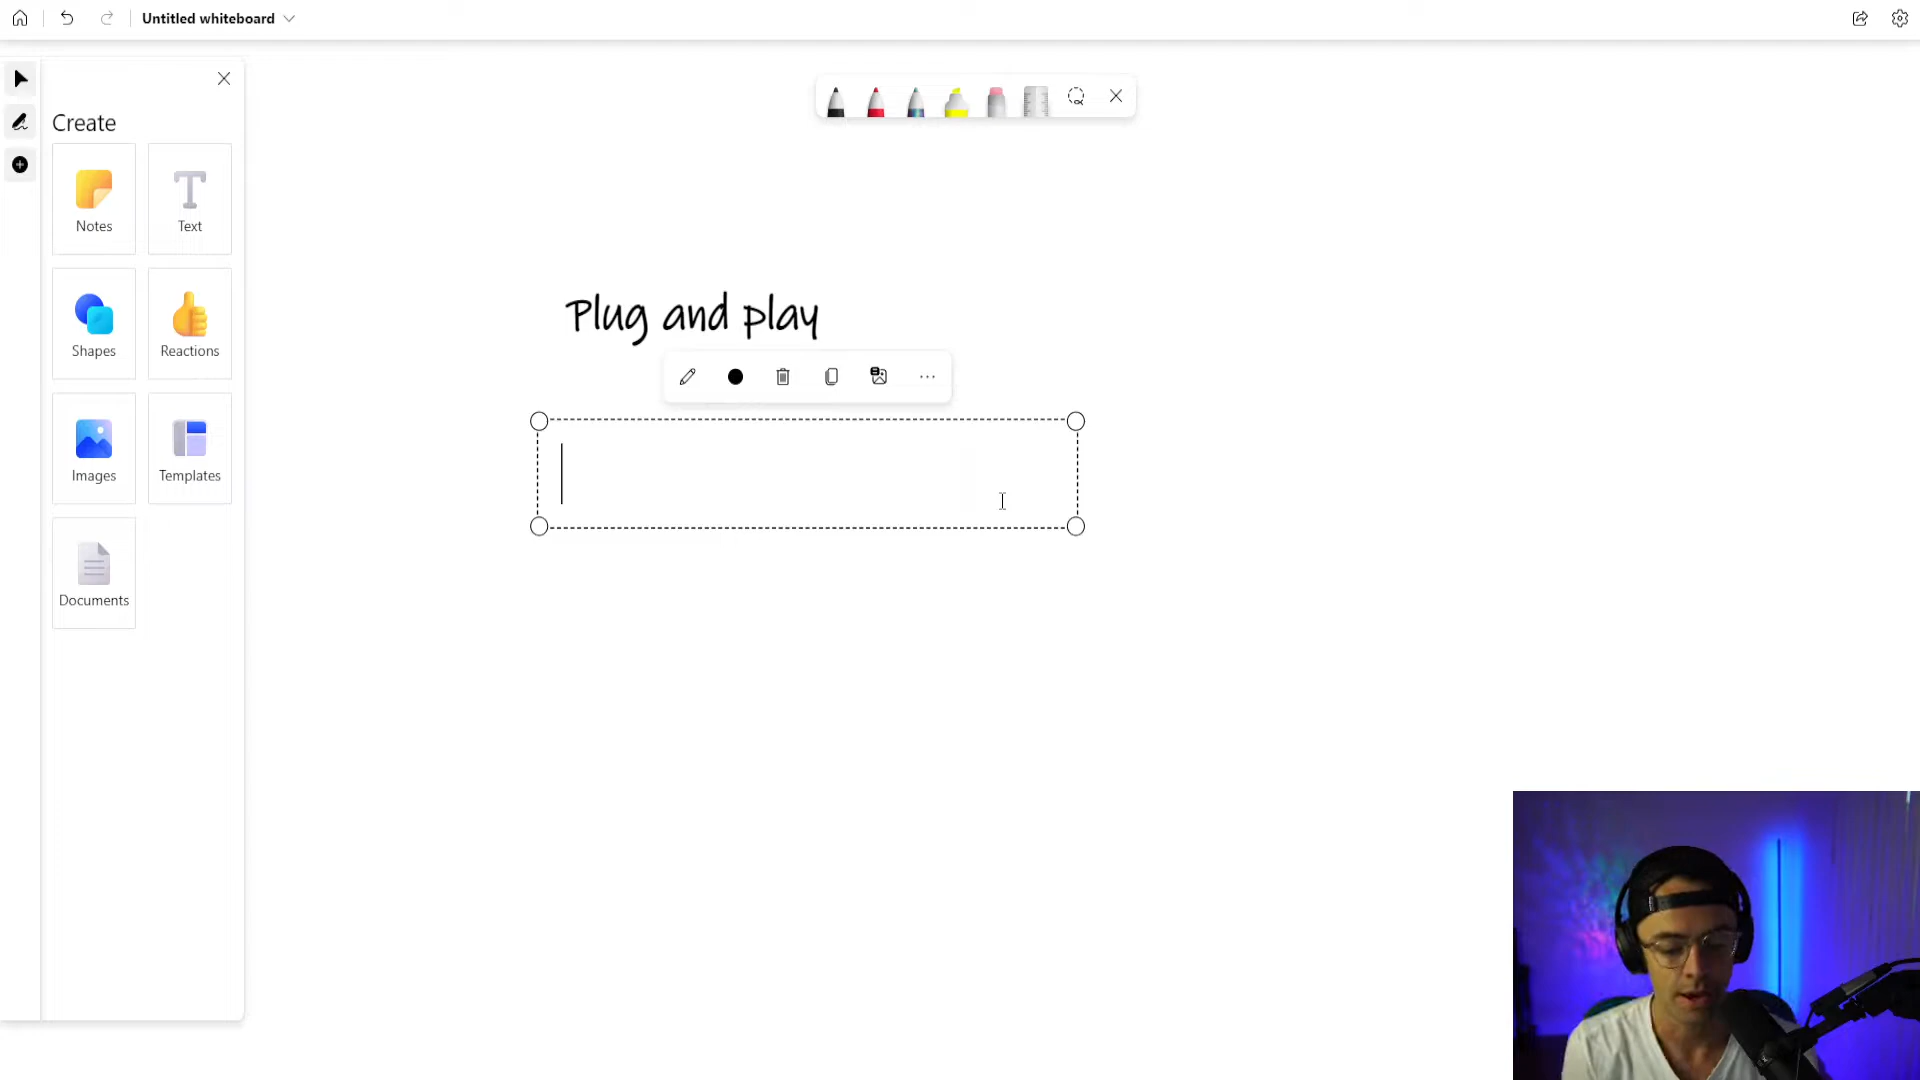 Untitled whiteboard
Create
Notes
Text
Plug and play
Shapes
Reactions
Images
Templates
Documents